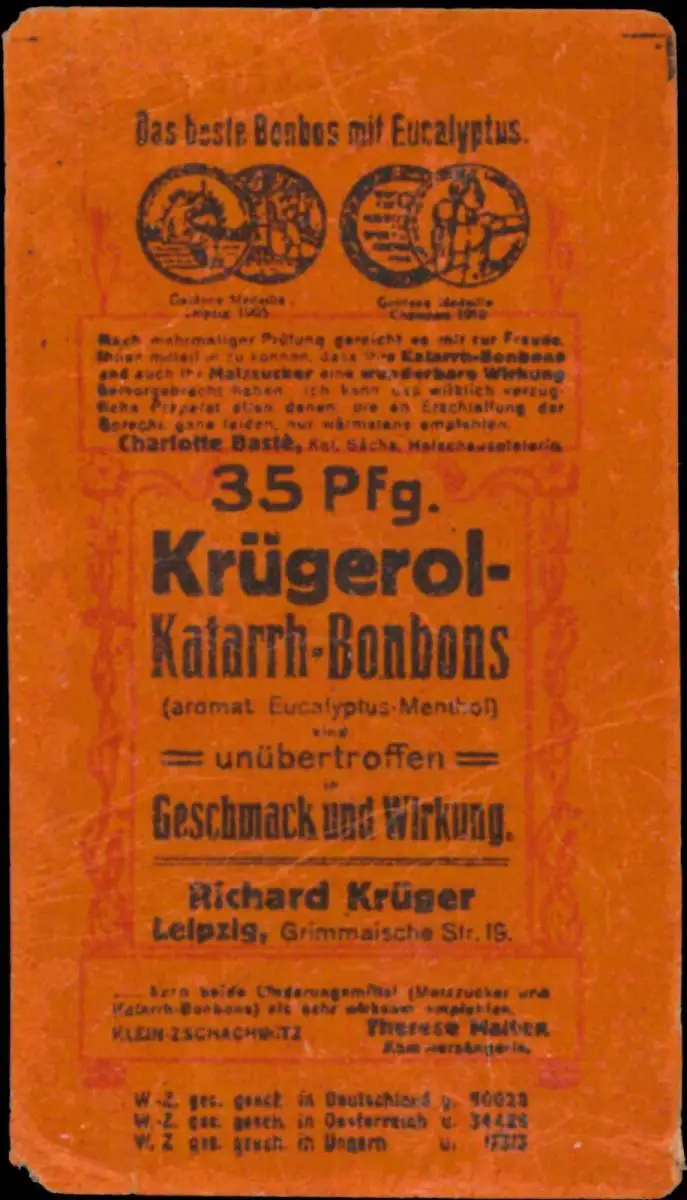 Das beste Bonbos mit Eucalyptus.
Goldene Medaille
Leipzig
Goldene Medaille
Nach mehrmaliger Prüfung gereicht es mir zur Freude,
Ihnen mitteilen zu können, dass Ihre Katarrh-Bonbons
und auch Ihr Malzzucker eine wunderbare Wirkung
hervorgebracht haben. Ich kann das wirklich vorzüg-
liche Präparat allen denen, die an Erschlaffung der
leiden, nur wärmstens empfehlen.
Charlotte Basté, Kgl. Sächs. Hofschauspielerin.
35 Pfg.
Krügerol-
Katarrh-Bonbons
(aromat. Eucalyptus-Menthol)
sind
unübertroffen
in
Geschmack und Wirkung.
Richard Krüger
Leipzig, Grimmaische Str. 19.
kann beide Linderungsmittel (Malzzucker und
Katarrh-Bonbons) als sehr wirksam empfehlen.
KLEIN-ZSCHACHWITZ Therese Malten
Kammersängerin.
W.-Z. ges. gesch. in Deutschland u.
W.-Z. ges. gesch. in Oesterreich u. 34426
W. Z. ges. gesch. in Ungarn u.